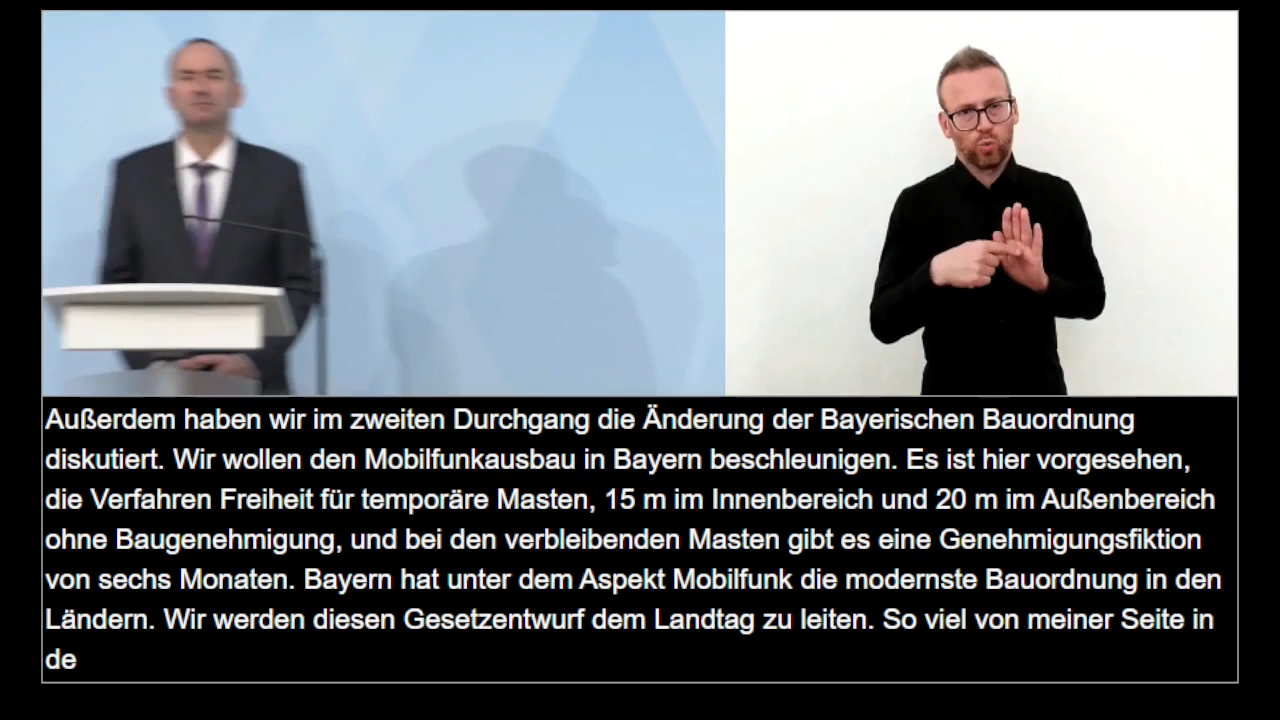 Außerdem haben wir im zweiten Durchgang die Änderung der Bayerischen Bauordnung
diskutiert. Wir wollen den Mobilfunkausbau in Bayern beschleunigen. Es ist hier vorgesehen,
die Verfahren Freiheit für temporäre Masten, 15 m im Innenbereich und 20 m im Außenbereich
ohne Baugenehmigung, und bei den verbleibenden Masten gibt es eine Genehmigungsfiktion
von sechs Monaten. Bayern hat unter dem Aspekt Mobilfunk die modernste Bauordnung in den
Ländern. Wir werden diesen Gesetzentwurf dem Landtag zu leiten. So viel von meiner Seite in
de